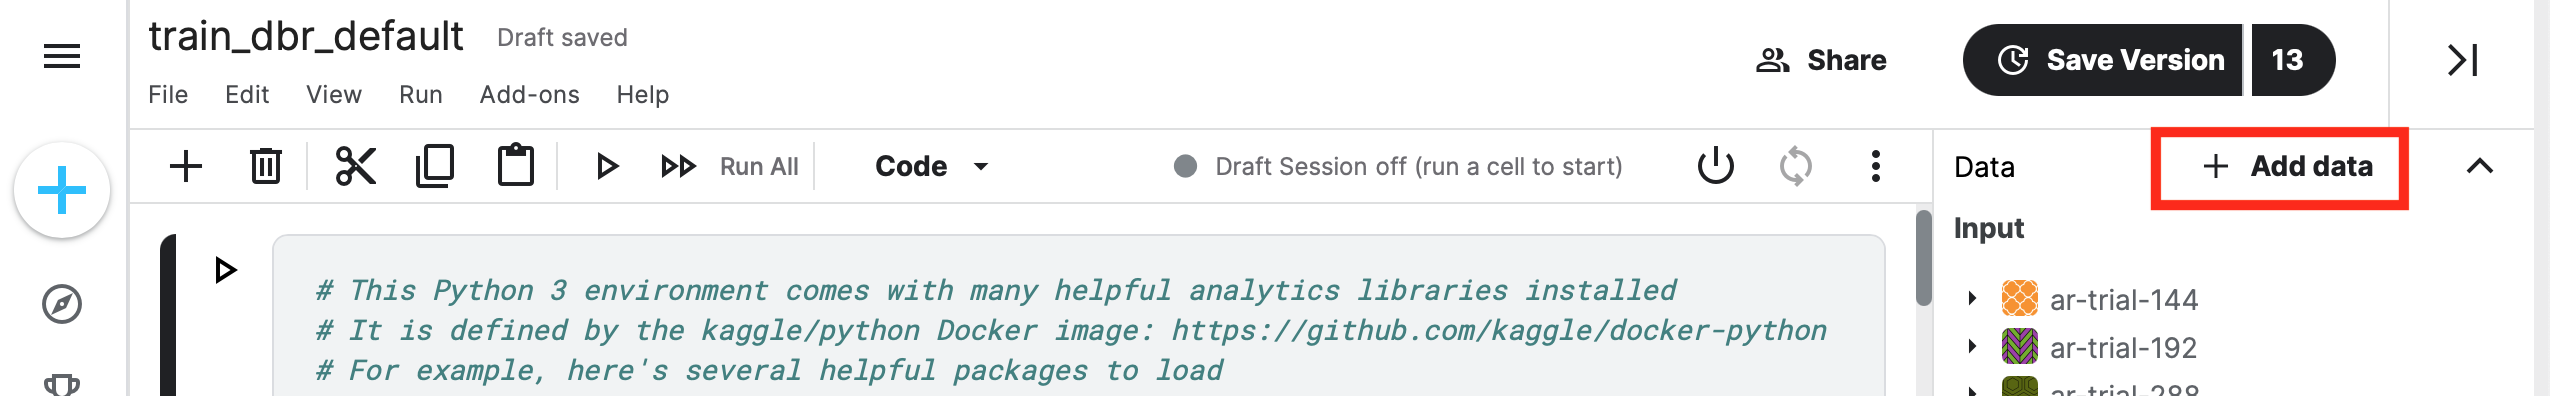 train_dbr_default Draft saved
File Edit View Run Add-ons Help
Share
Save Version 13
Run All Code Draft Session off (run a cell to start)
Data + Add data
Input
# This Python 3 environment comes with many helpful analytics libraries installed
# It is defined by the kaggle/python Docker image: https://github.com/kaggle/docker-python
# For example, here's several helpful packages to load
ar-trial-144
ar-trial-192
ar-trial-288